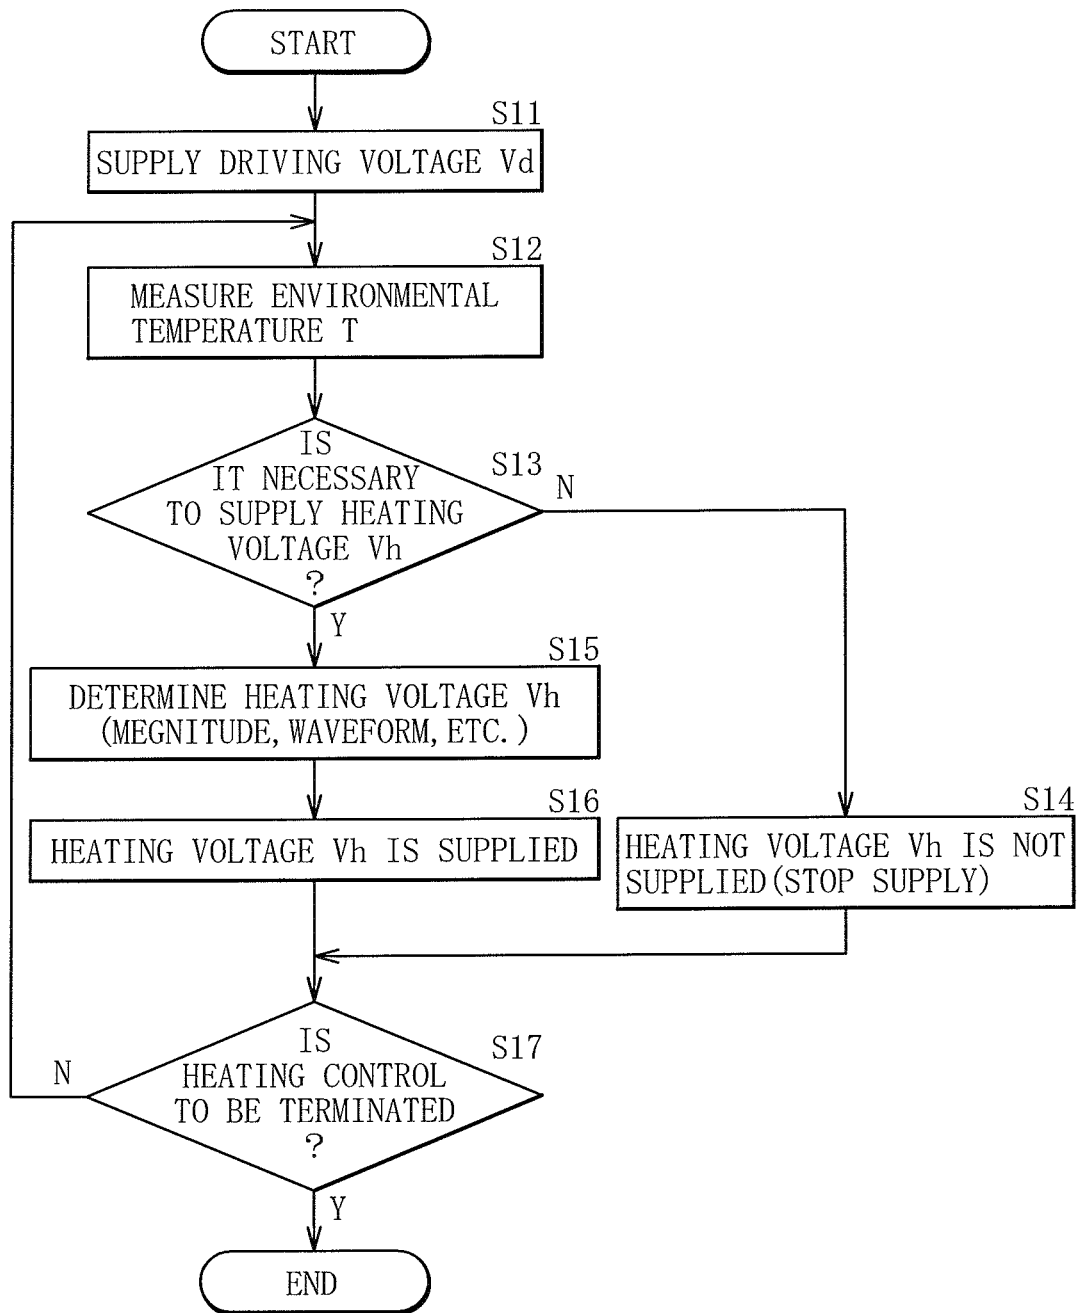 START
S11
SUPPLY DRIVING VOLTAGE Vd
S12
MEASURE ENVIRONMENTAL
TEMPERATURE T
S13
IS
IT NECESSARY
TO SUPPLY HEATING
VOLTAGE Vh
?
N
Y
S15
DETERMINE HEATING VOLTAGE Vh
(MEGNITUDE, WAVEFORM, ETC.)
S16
HEATING VOLTAGE Vh IS SUPPLIED
S14
HEATING VOLTAGE Vh IS NOT
SUPPLIED(STOP SUPPLY)
S17
IS
HEATING CONTROL
TO BE TERMINATED
?
N
Y
END